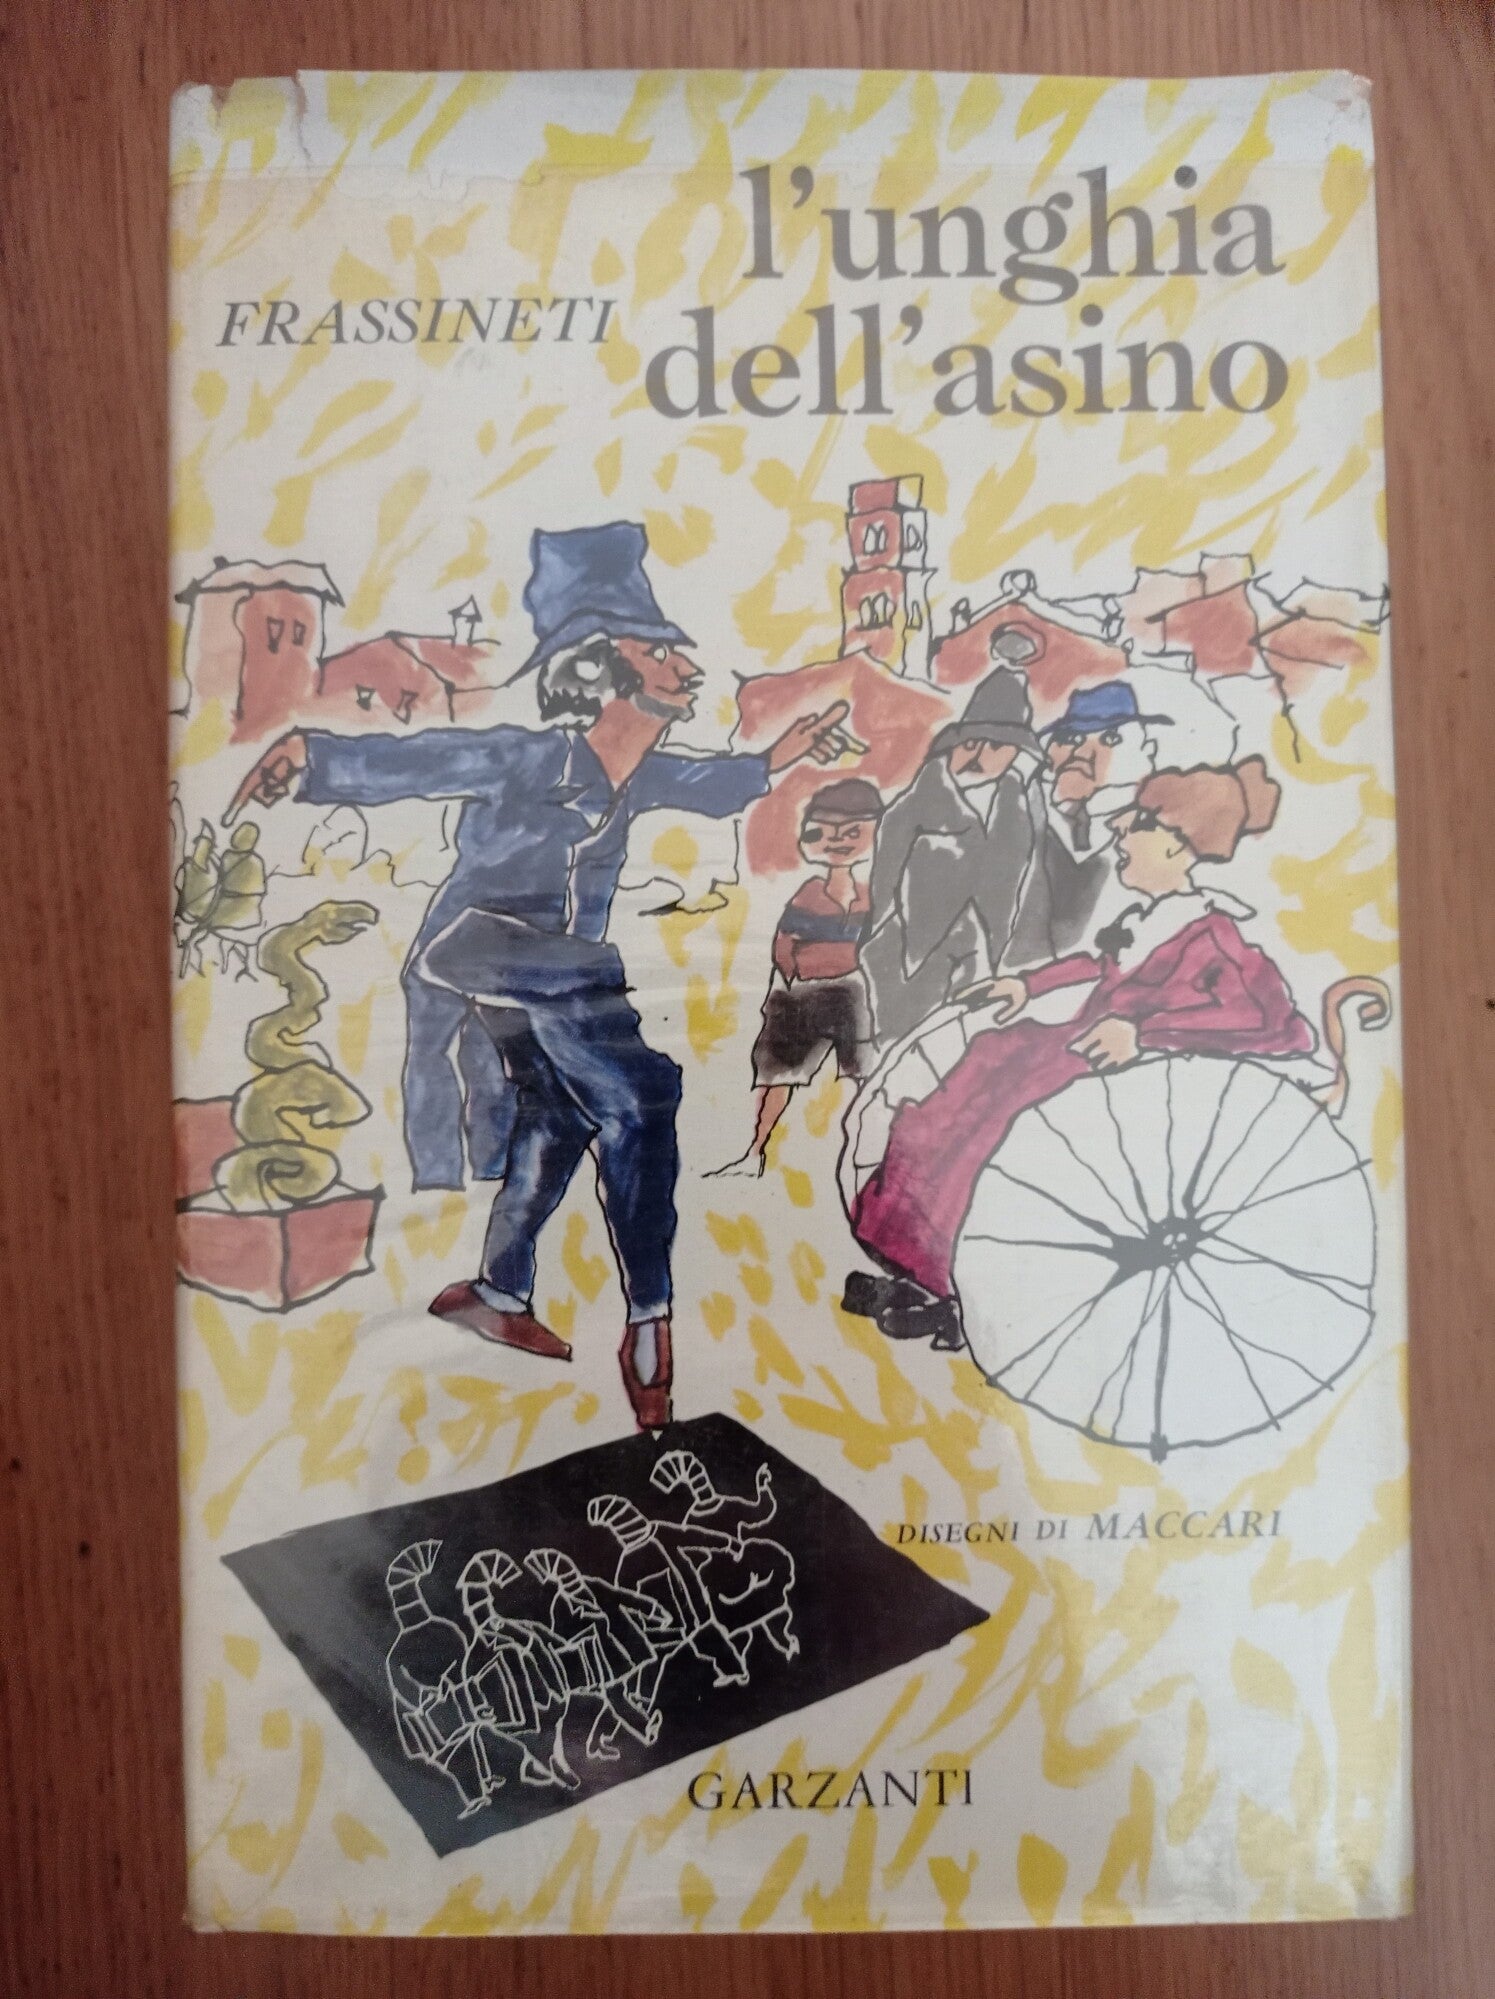 l'unghia
FRASSINETI
dell'asino
DISEGNI DI MACCARI
GARZANTI